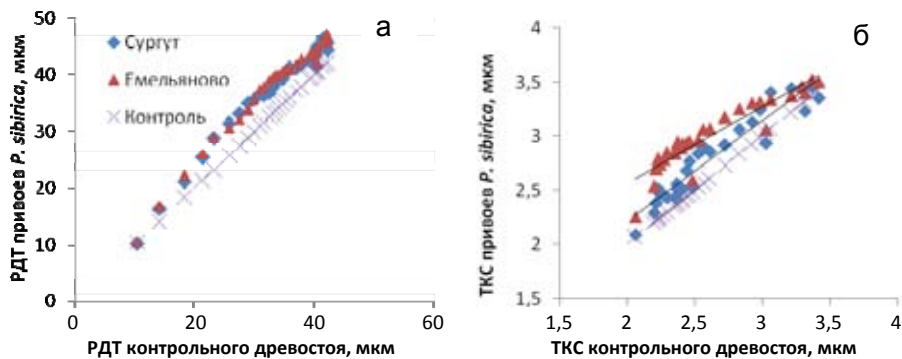 50
40
30
20
10
0
РДТ привоев P. sibirica, мкм
а
Сургут
Емельяново
Контроль
0 20 40 60
РДТ контрольного древостоя, мкм
4
3,5
3
2,5
2
1,5
ТКС привоев P. sibirica, мкм
б
1,5 2 2,5 3 3,5 4
ТКС контрольного древостоя, мкм